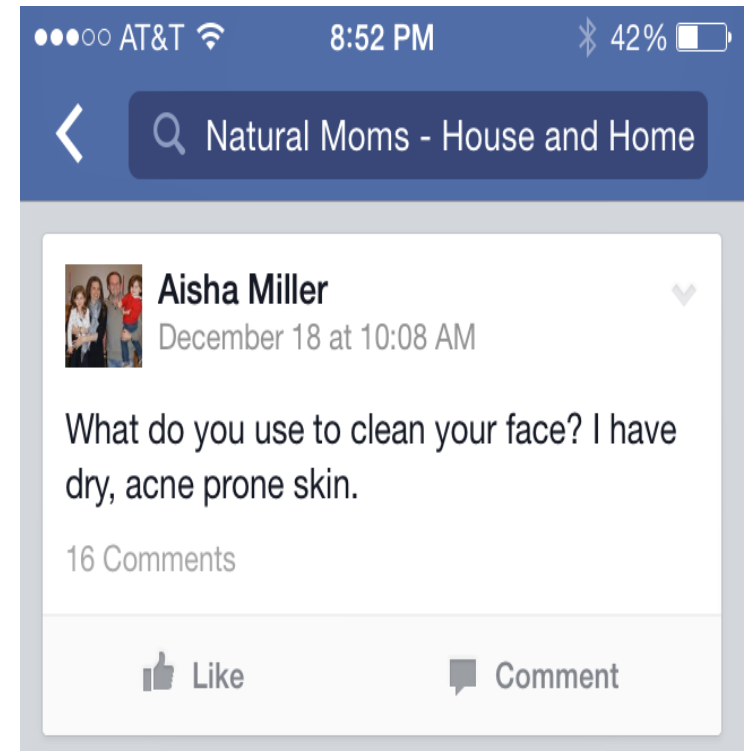 AT&T 8:52 PM 42%
Natural Moms - House and Home
Aisha Miller
December 18 at 10:08 AM
What do you use to clean your face? I have
dry, acne prone skin.
16 Comments
Like Comment